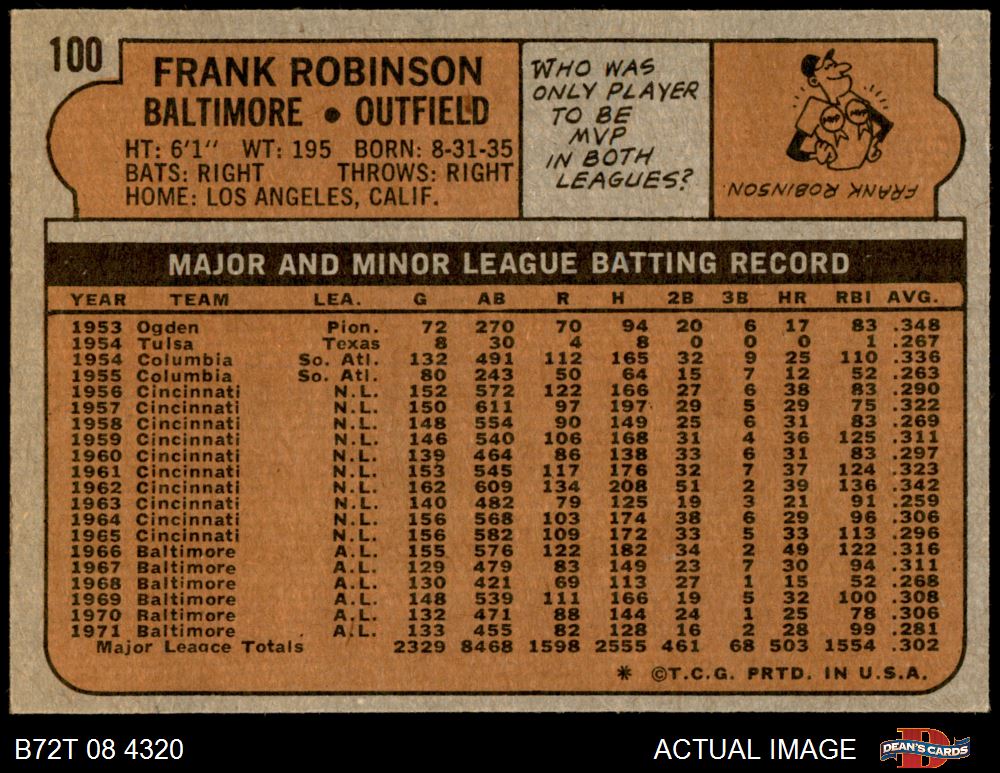 100
FRANK ROBINSON
BALTIMORE • OUTFIELD
HT: 6'1" WT: 195 BORN: 8-31-35
BATS: RIGHT THROWS: RIGHT
HOME: LOS ANGELES, CALIF.
WHO WAS
ONLY PLAYER
TO BE
MVP
IN BOTH
LEAGUES?
FRANK ROBINSON.
MAJOR AND MINOR LEAGUE BATTING RECORD
YEAR TEAM LEA. G AB R H 2B 3B HR RBI AVG.
1953 Ogden Pion. 72 270 70 94 20 6 17 83 .348
1954 Tulsa Texas 8 30 4 8 0 0 0 1 .267
1954 Columbia So. Atl. 132 491 112 165 32 9 25 110 .336
1955 Columbia So. Atl. 80 243 50 64 15 7 12 52 .263
1956 Cincinnati N.L. 152 572 122 166 27 6 38 83 .290
1957 Cincinnati N.L. 150 611 97 197 29 5 29 75 .322
1958 Cincinnati N.L. 148 554 90 149 25 6 31 83 .269
1959 Cincinnati N.L. 146 540 106 168 31 4 36 125 .311
1960 Cincinnati N.L. 139 464 86 138 33 6 31 83 .297
1961 Cincinnati N.L. 153 545 117 176 32 7 37 124 .323
1962 Cincinnati N.L. 162 609 134 208 51 2 39 136 .342
1963 Cincinnati N.L. 140 482 79 125 19 3 21 91 .259
1964 Cincinnati N.L. 156 568 103 174 38 6 29 96 .306
1965 Cincinnati N.L. 156 582 109 172 33 5 33 113 .296
1966 Baltimore A.L. 155 576 122 182 34 2 49 122 .316
1967 Baltimore A.L. 129 479 83 149 23 7 30 94 .311
1968 Baltimore A.L. 130 421 69 113 27 1 15 52 .268
1969 Baltimore A.L. 148 539 111 166 19 5 32 100 .308
1970 Baltimore A.L. 132 471 88 144 24 1 25 78 .306
1971 Baltimore A.L. 133 455 82 128 16 2 28 99 .281
Major League Totals 2329 8468 1598 2555 461 68 503 1554 .302
* ©T.C.G. PRTD. IN U.S.A.
B72T 08 4320 ACTUAL IMAGE DEAN'S CARDS